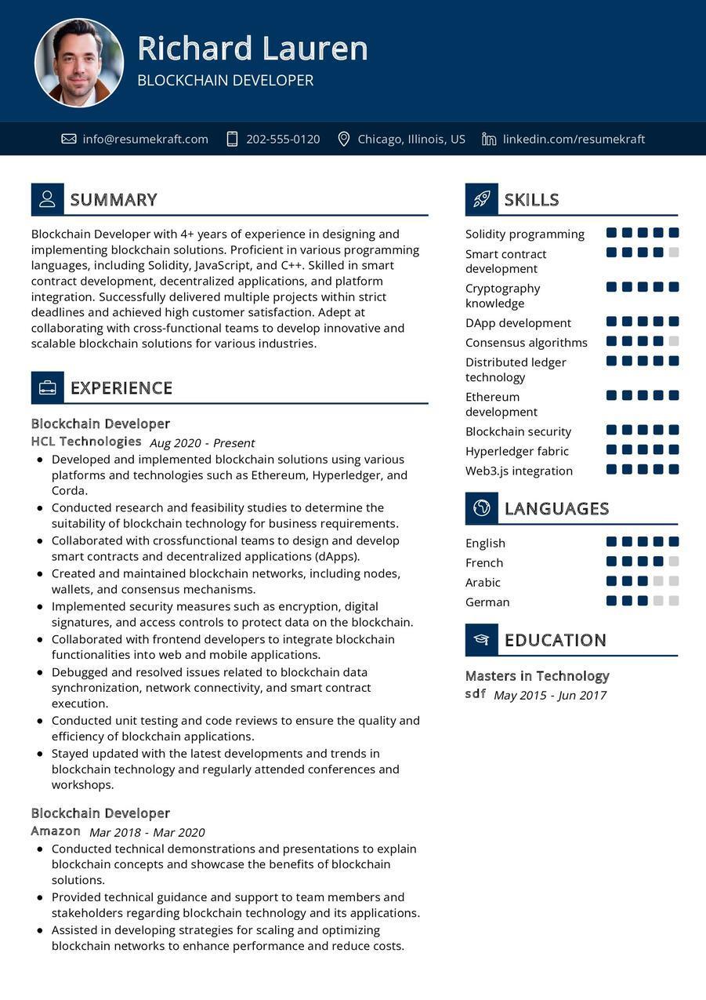 Richard Lauren
BLOCKCHAIN DEVELOPER
info@resumekraft.com
202-555-0120
Chicago, Illinois, US
linkedin.com/resumekraft
SUMMARY
Blockchain Developer with 4+ years of experience in designing and
implementing blockchain solutions. Proficient in various programming
languages, including Solidity, JavaScript, and C++. Skilled in smart
contract development, decentralized applications, and platform
integration. Successfully delivered multiple projects within strict
deadlines and achieved high customer satisfaction. Adept at
collaborating with cross-functional teams to develop innovative and
scalable blockchain solutions for various industries.
EXPERIENCE
Blockchain Developer
HCL Technologies Aug 2020 - Present
● Developed and implemented blockchain solutions using various
platforms and technologies such as Ethereum, Hyperledger, and
Corda.
● Conducted research and feasibility studies to determine the
suitability of blockchain technology for business requirements.
● Collaborated with crossfunctional teams to design and develop
smart contracts and decentralized applications (dApps).
● Created and maintained blockchain networks, including nodes,
wallets, and consensus mechanisms.
● Implemented security measures such as encryption, digital
signatures, and access controls to protect data on the blockchain.
● Collaborated with frontend developers to integrate blockchain
functionalities into web and mobile applications.
● Debugged and resolved issues related to blockchain data
synchronization, network connectivity, and smart contract
execution.
● Conducted unit testing and code reviews to ensure the quality and
efficiency of blockchain applications.
● Stayed updated with the latest developments and trends in
blockchain technology and regularly attended conferences and
workshops.
Blockchain Developer
Amazon Mar 2018 - Mar 2020
● Conducted technical demonstrations and presentations to explain
blockchain concepts and showcase the benefits of blockchain
solutions.
● Provided technical guidance and support to team members and
stakeholders regarding blockchain technology and its applications.
● Assisted in developing strategies for scaling and optimizing
blockchain networks to enhance performance and reduce costs.
SKILLS
Solidity programming
Smart contract
development
Cryptography
knowledge
DApp development
Consensus algorithms
Distributed ledger
technology
Ethereum
development
Blockchain security
Hyperledger fabric
Web3.js integration
LANGUAGES
English
French
Arabic
German
EDUCATION
Masters in Technology
sdf May 2015 - Jun 2017